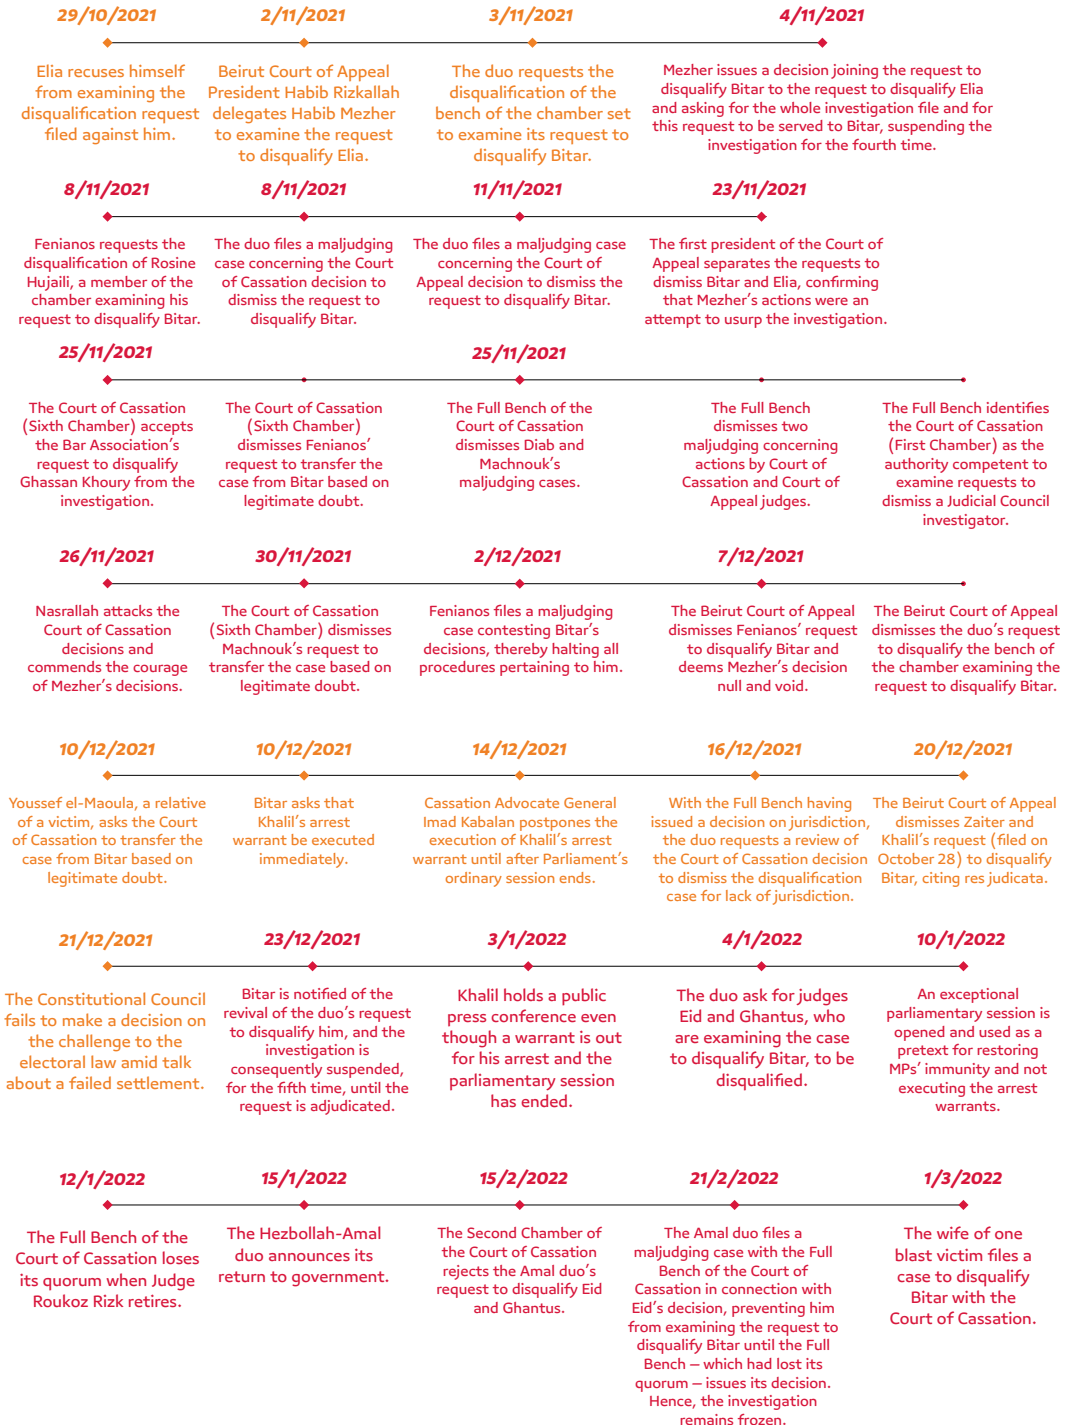 29/10/2021
Elia recuses himself
from examining the
disqualification request
filed against him.
2/11/2021
Beirut Court of Appeal
President Habib Rizkallah
delegates Habib Mezher
to examine the request
to disqualify Elia.
3/11/2021
The duo requests the
disqualification of the
bench of the chamber set
to examine its request to
disqualify Bitar.
4/11/2021
Mezher issues a decision joining the request to
disqualify Bitar to the request to disqualify Elia
and asking for the whole investigation file and for
this request to be served to Bitar, suspending the
investigation for the fourth time.
8/11/2021
Fenianos requests the
disqualification of Rosine
Hujaili, a member of the
chamber examining his
request to disqualify Bitar.
8/11/2021
The duo files a maljudging
case concerning the Court
of Cassation decision to
dismiss the request to
disqualify Bitar.
11/11/2021
The duo files a maljudging case
concerning the Court of
Appeal decision to dismiss the
request to disqualify Bitar.
23/11/2021
The first president of the Court of
Appeal separates the requests to
dismiss Bitar and Elia, confirming
that Mezher's actions were an
attempt to usurp the investigation.
25/11/2021
The Court of Cassation
(Sixth Chamber) accepts
the Bar Association's
request to disqualify
Ghassan Khoury from the
investigation.
The Court of Cassation
(Sixth Chamber)
dismisses Fenianos'
request to transfer the
case from Bitar based on
legitimate doubt.
25/11/2021
The Full Bench of the
Court of Cassation
dismisses Diab and
Machnouk's
maljudging cases.
The Full Bench
dismisses two
maljudging concerning
actions by Court of
Cassation and Court of
Appeal judges.
The Full Bench identifies
the Court of Cassation
(First Chamber) as the
authority competent to
examine requests to
dismiss a Judicial Council
investigator.
26/11/2021
Nasrallah attacks the
Court of Cassation
decisions and
commends the courage
of Mezher's decisions.
30/11/2021
The Court of Cassation
(Sixth Chamber) dismisses
Machnouk's request to
transfer the case based on
legitimate doubt.
2/12/2021
Fenianos files a maljudging
case contesting Bitar's
decisions, thereby halting all
procedures pertaining to him.
7/12/2021
The Beirut Court of Appeal
dismisses Fenianos' request
to disqualify Bitar and
deems Mezher's decision
null and void.
The Beirut Court of Appeal
dismisses the duo's request
to disqualify the bench of
the chamber examining the
request to disqualify Bitar.
10/12/2021
Youssef el-Maoula, a relative
of a victim, asks the Court
of Cassation to transfer the
case from Bitar based on
legitimate doubt.
10/12/2021
Bitar asks that
Khalil's arrest
warrant be executed
immediately.
14/12/2021
Cassation Advocate General
Imad Kabalan postpones the
execution of Khalil's arrest
warrant until after Parliament's
ordinary session ends.
16/12/2021
With the Full Bench having
issued a decision on jurisdiction,
the duo requests a review of
the Court of Cassation decision
to dismiss the disqualification
case for lack of jurisdiction.
20/12/2021
The Beirut Court of Appeal
dismisses Zaiter and
Khalil's request (filed on
October 28) to disqualify
Bitar, citing res judicata.
21/12/2021
The Constitutional Council
fails to make a decision on
the challenge to the
electoral law amid talk
about a failed settlement.
23/12/2021
Bitar is notified of the
revival of the duo's request
to disqualify him, and the
investigation is
consequently suspended,
for the fifth time, until the
request is adjudicated.
3/1/2022
Khalil holds a public
press conference even
though a warrant is out
for his arrest and the
parliamentary session
has ended.
4/1/2022
The duo ask for judges
Eid and Ghantus, who
are examining the case
to disqualify Bitar, to be
disqualified.
10/1/2022
An exceptional
parliamentary session is
opened and used as a
pretext for restoring
MPs' immunity and not
executing the arrest
warrants.
12/1/2022
The Full Bench of the
Court of Cassation loses
its quorum when Judge
Roukoz Rizk retires.
15/1/2022
The Hezbollah-Amal
duo announces its
return to government.
15/2/2022
The Second Chamber of
the Court of Cassation
rejects the Amal duo's
request to disqualify Eid
and Ghantus.
21/2/2022
The Amal duo files a
maljudging case with the Full
Bench of the Court of
Cassation in connection with
Eid's decision, preventing him
from examining the request to
disqualify Bitar until the Full
Bench – which had lost its
quorum – issues its decision.
Hence, the investigation
remains frozen.
1/3/2022
The wife of one
blast victim files a
case to disqualify
Bitar with the
Court of Cassation.